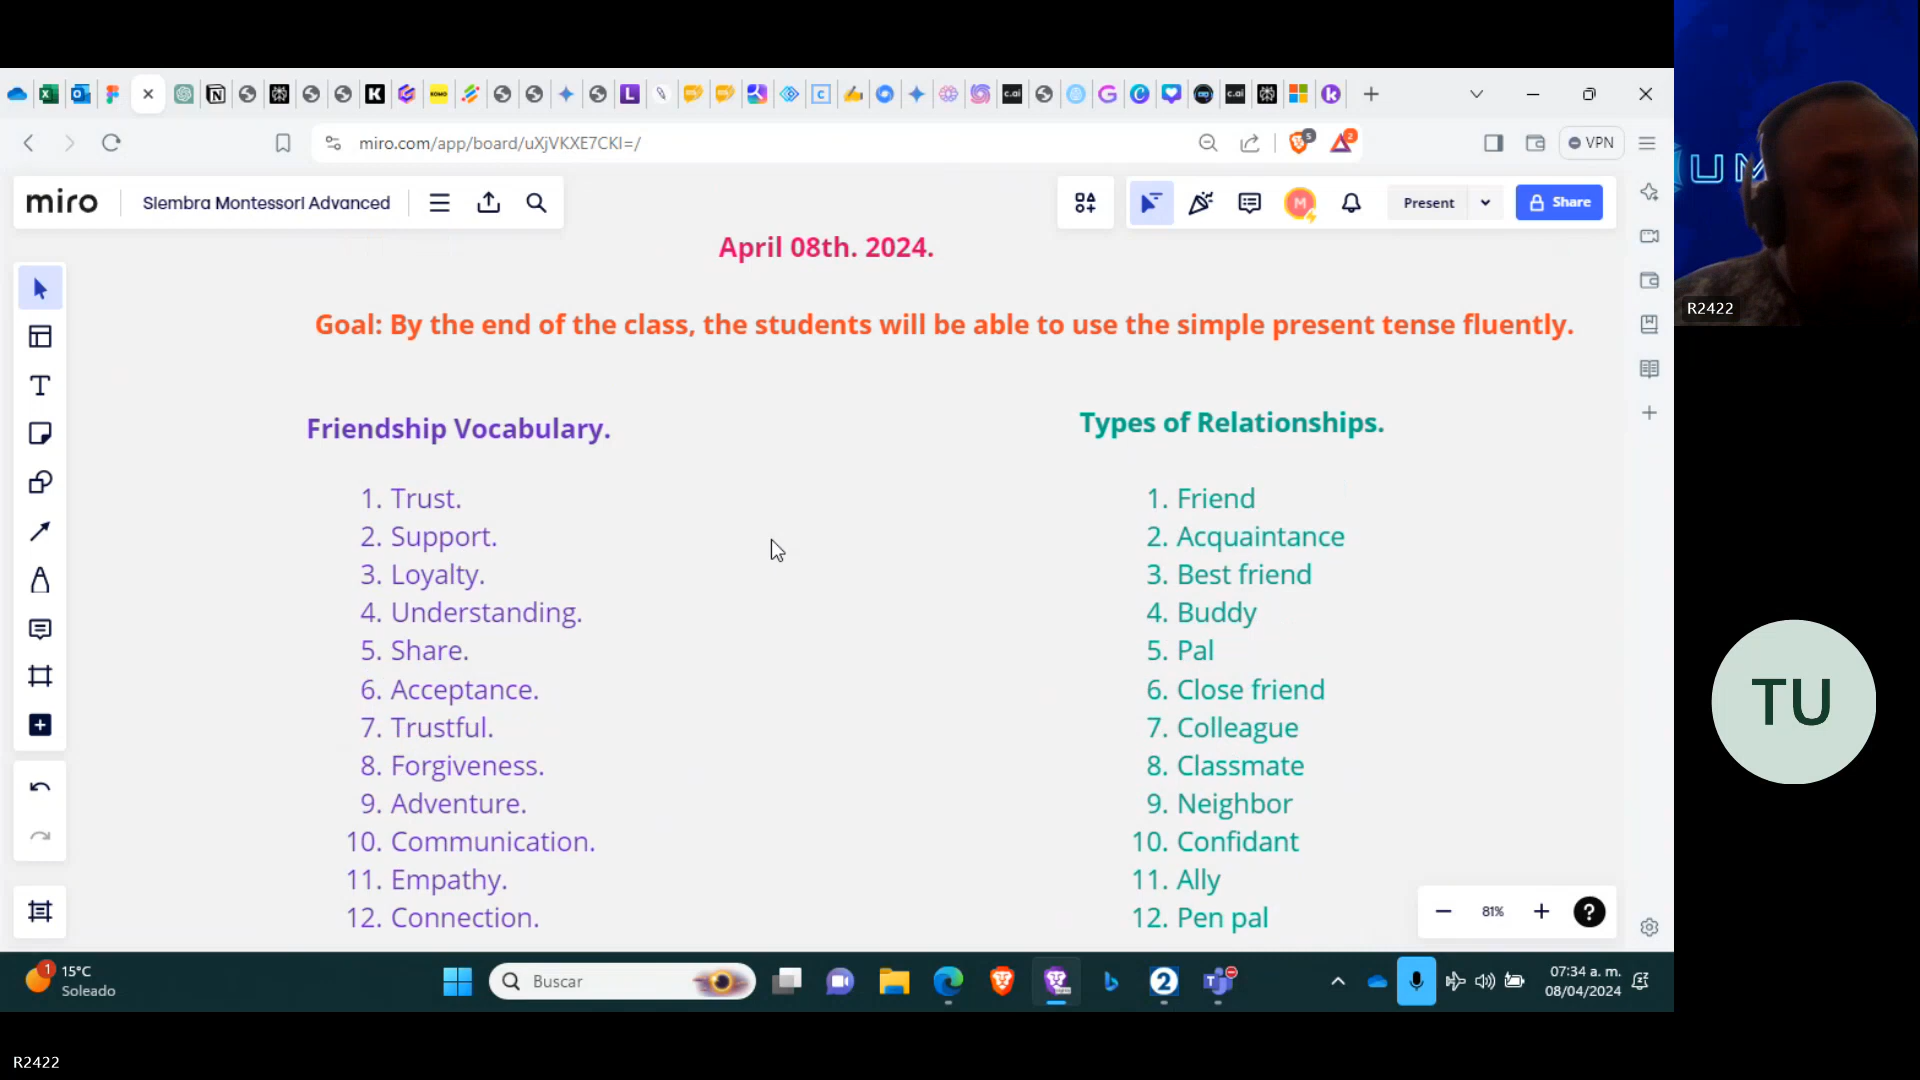 miro.com/app/board/uXjVKXE7CKI=/
VPN
miro
Siembra Montessori Advanced
Present
Share
April 08th. 2024.
Goal: By the end of the class, the students will be able to use the simple present tense fluently.
Friendship Vocabulary.
1. Trust.
2. Support.
3. Loyalty.
4. Understanding.
5. Share.
6. Acceptance.
7. Trustful.
8. Forgiveness.
9. Adventure.
10. Communication.
11. Empathy.
12. Connection.
Types of Relationships.
1. Friend
2. Acquaintance
3. Best friend
4. Buddy
5. Pal
6. Close friend
7. Colleague
8. Classmate
9. Neighbor
10. Confidant
11. Ally
12. Pen pal
81%
R2422
TU
1
15°C
Soleado
Buscar
07:34 a. m.
08/04/2024
R2422